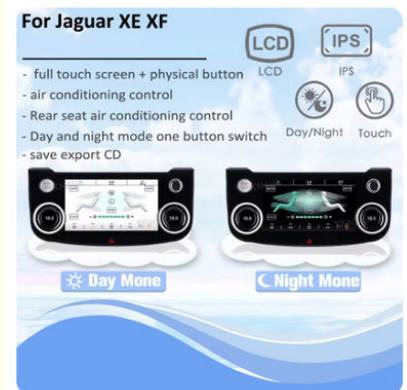 For Jaguar XE XF
LCD
IPS
LCD
IPS
- full touch screen + physical button
- air conditioning control
- Rear seat air conditioning control
- Day and night mode one button switch
- save export CD
Day/Night
Touch
Day Mone
Night Mone